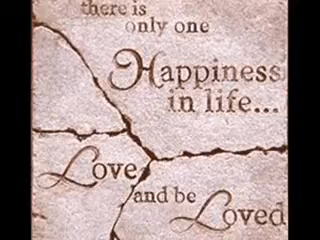 there is
only one
Happiness
in life...
Love
and be
Loved